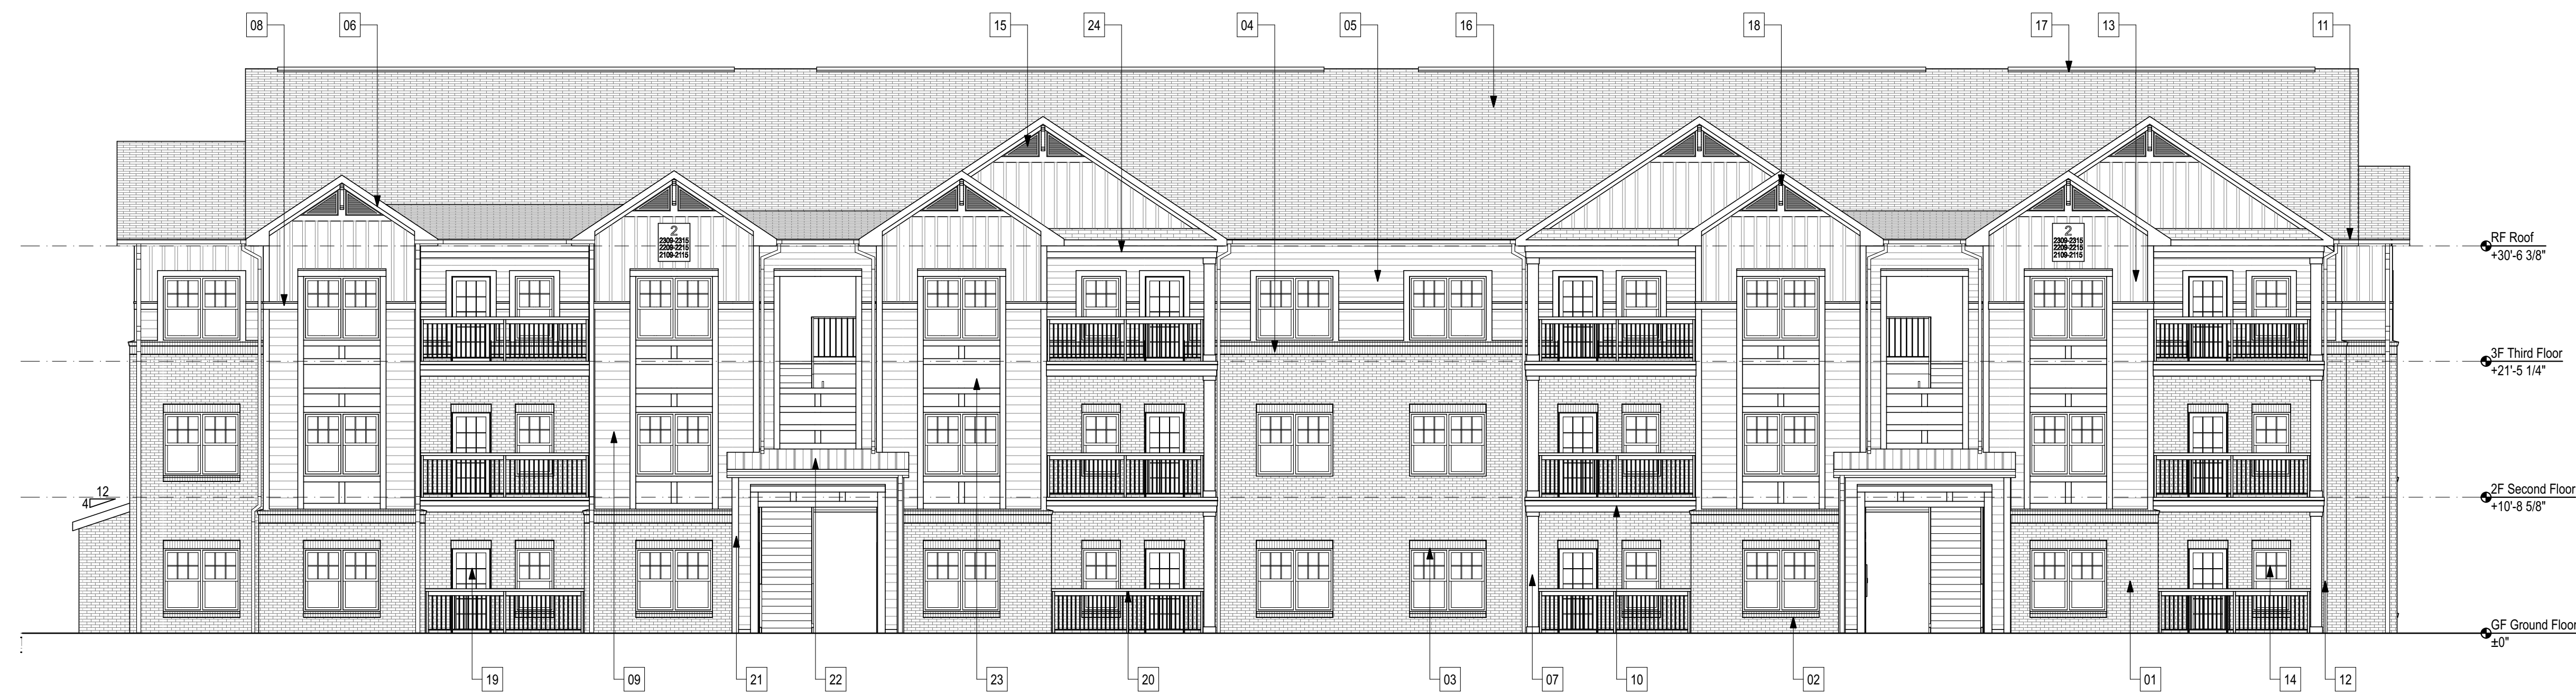 08 06 15 24 04 05 16 18 17 13 11
2
2309-2315
2209-2215
2109-2115
2
2309-2315
2209-2215
2109-2115
RF Roof
+30'-6 3/8"
3F Third Floor
+21'-5 1/4"
12
4
2F Second Floor
+10'-8 5/8"
GF Ground Floor
±0"
19 09 21 22 23 20 03 07 10 02 01 14 12